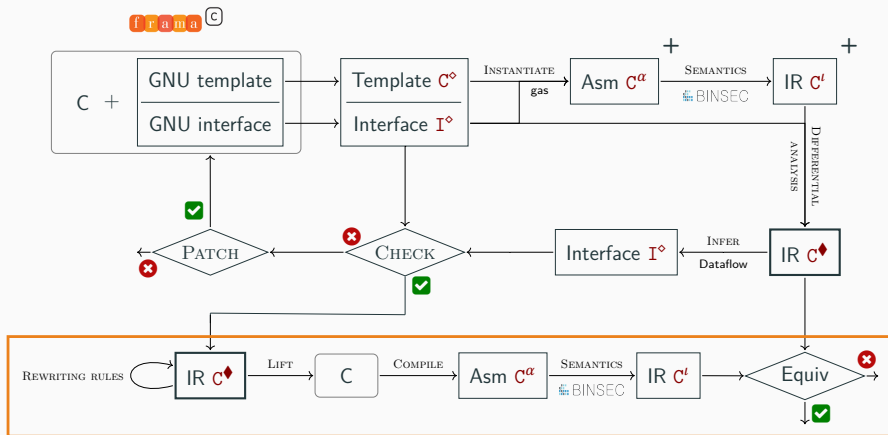 frama C
C + GNU template
GNU interface
Template C⋄
Interface I⋄
INSTANTIATE
gas
Asm Cα
+
SEMANTICS
BINSEC
IR Cι
+
DIFFERENTIAL
ANALYSIS
PATCH
CHECK
Interface I⋄
INFER
Dataflow
IR C♦
REWRITING RULES
IR C♦
LIFT
C
COMPILE
Asm Cα
SEMANTICS
BINSEC
IR Cι
Equiv